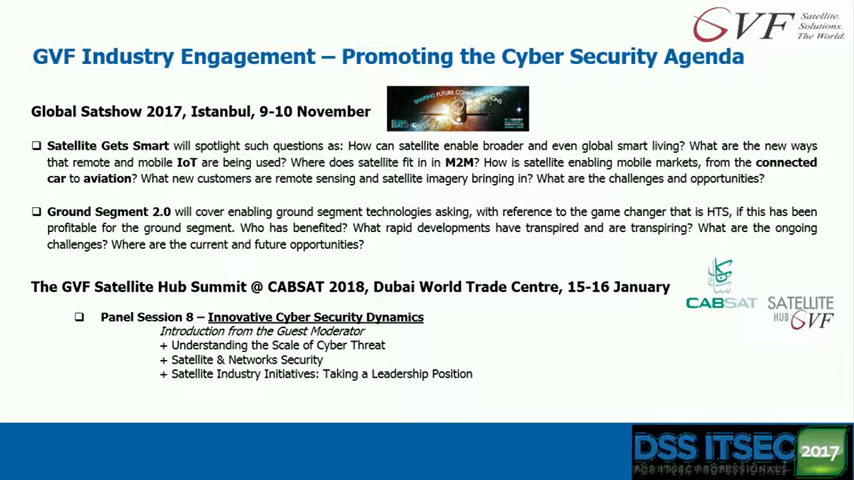 GVF Satellite. Solutions. The World.
GVF Industry Engagement – Promoting the Cyber Security Agenda
Global Satshow 2017, Istanbul, 9-10 November
SHAPING FUTURE COMMUNICATIONS
❑ Satellite Gets Smart will spotlight such questions as: How can satellite enable broader and even global smart living? What are the new ways
that remote and mobile IoT are being used? Where does satellite fit in in M2M? How is satellite enabling mobile markets, from the connected
car to aviation? What new customers are remote sensing and satellite imagery bringing in? What are the challenges and opportunities?
❑ Ground Segment 2.0 will cover enabling ground segment technologies asking, with reference to the game changer that is HTS, if this has been
profitable for the ground segment. Who has benefited? What rapid developments have transpired and are transpiring? What are the ongoing
challenges? Where are the current and future opportunities?
The GVF Satellite Hub Summit @ CABSAT 2018, Dubai World Trade Centre, 15-16 January
CABSAT
SATELLITE
HUB GVF
❑ Panel Session 8 – Innovative Cyber Security Dynamics
Introduction from the Guest Moderator
+ Understanding the Scale of Cyber Threat
+ Satellite & Networks Security
+ Satellite Industry Initiatives: Taking a Leadership Position
DSS ITSEC 2017
FOR ITSEC PROFESSIONALS